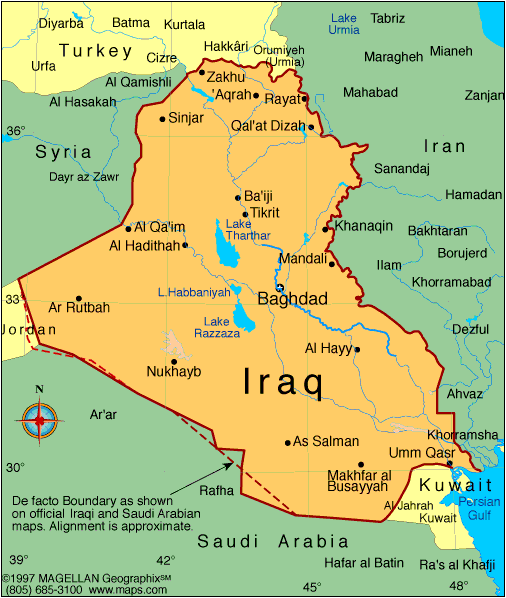 Diyarba
Batma
Kurtala
Lake
Urmia
Tabriz
Turkey
Hakkâri
Orumiyeh
(Urmia)
Maragheh
Mianeh
Urfa
Cizre
Zakhu
Al Qamishli
'Aqrah
Rayat
Mahabad
Zanjan
Al Hasakah
Sinjar
Qal'at Dizah
36°
Syria
Iran
Sanandaj
Dayr az Zawr
Hamadan
Ba'iji
Tikrit
Al Qa'im
Lake
Tharthar
Khanaqin
Bakhtaran
Al Hadithah
Mandali
Borujerd
Ilam
Khorramabad
L.Habbaniyah
Baghdad
33
Ar Rutbah
Jordan
Lake
Razzaza
Dezful
Al Hayy
Nukhayb
Iraq
Ahvaz
N
Ar'ar
Khorramsha
As Salman
Umm Qasr
30°
Makhfar al
Busayyah
Kuwait
Rafha
De facto Boundary as shown
on official Iraqi and Saudi Arabian
maps. Alignment is approximate.
Persian
Gulf
Al Jahrah
Kuwait
Saudi Arabia
39°
42°
45°
48°
Hafar al Batin
Ra's al Khafji
©1997 MAGELLAN Geographix℠
(805) 685-3100 www.maps.com